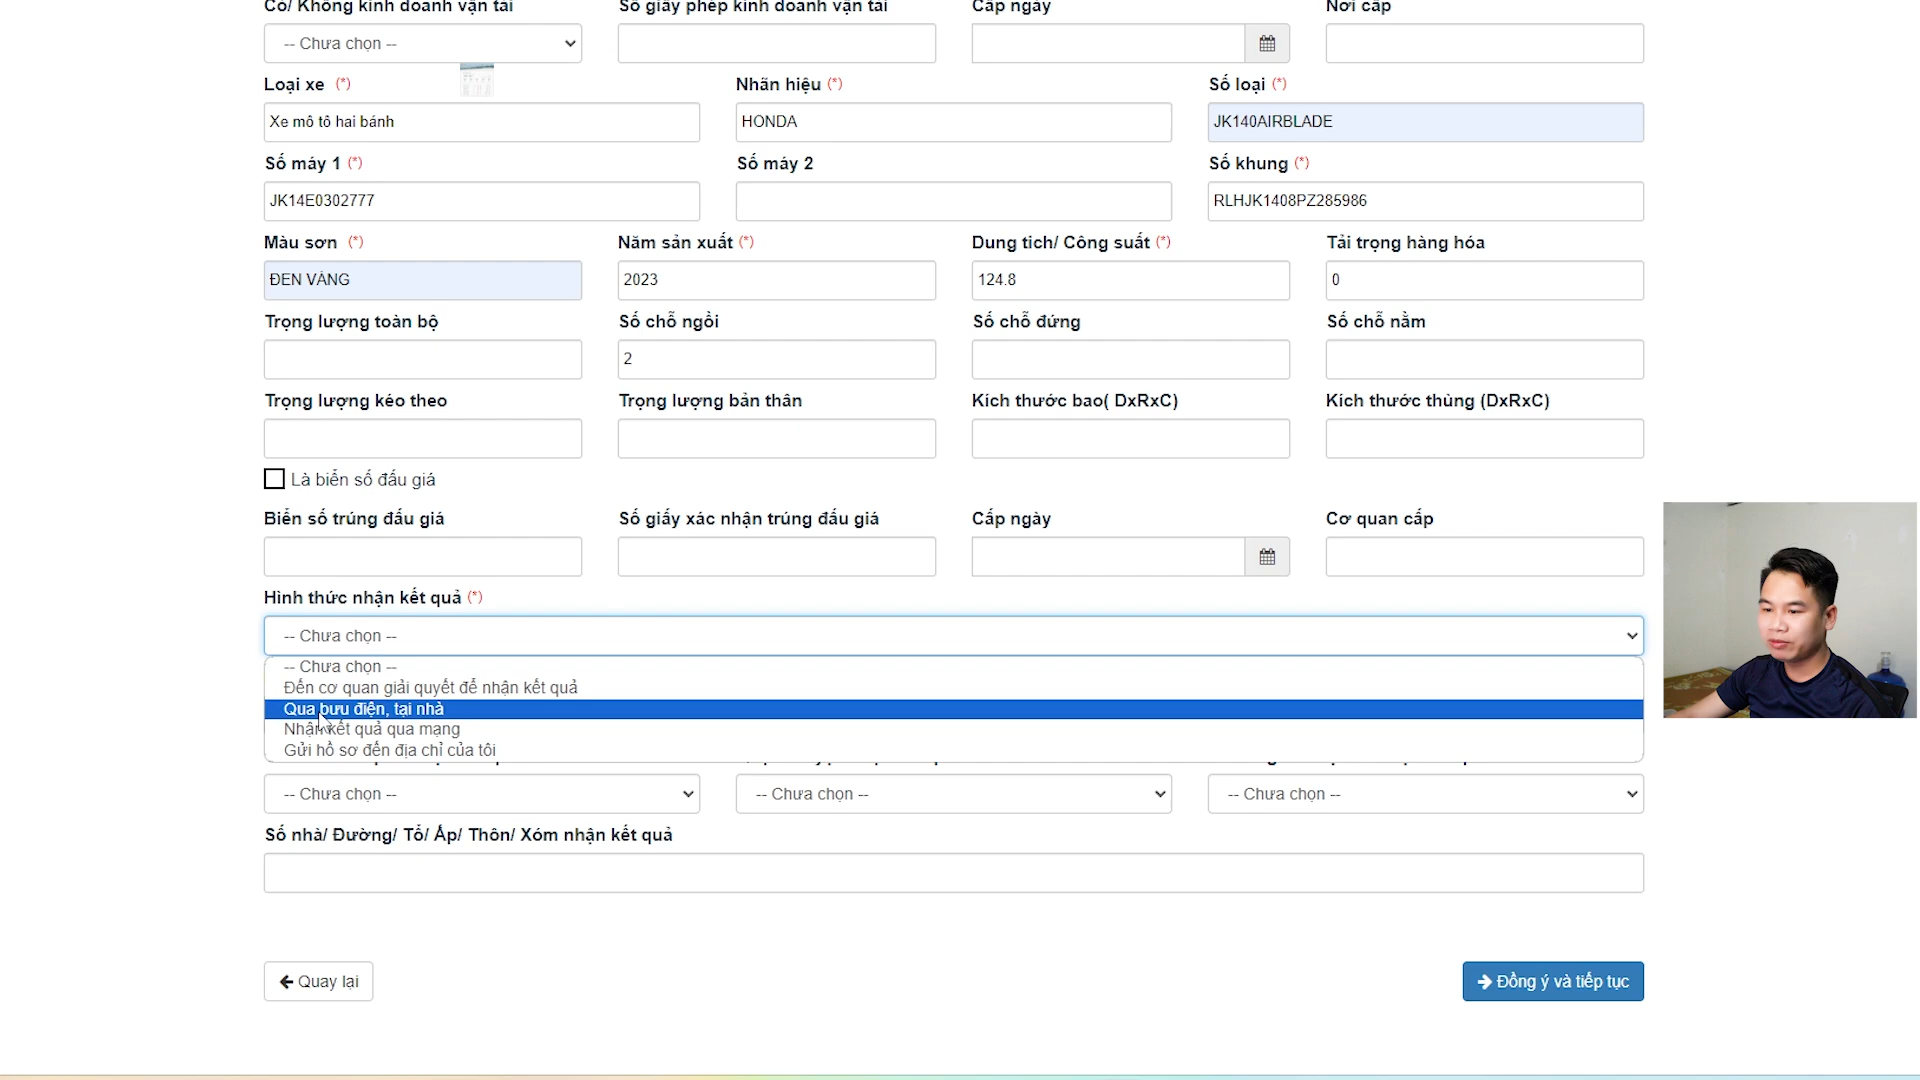 Có/ Không kinh doanh vận tải
Số giấy phép kinh doanh vận tải
Cấp ngày
Nơi cấp
-- Chưa chọn --
Loại xe (*)
Nhãn hiệu (*)
Số loại (*)
Xe mô tô hai bánh
HONDA
JK140AIRBLADE
Số máy 1 (*)
Số máy 2
Số khung (*)
JK14E0302777
RLHJK1408PZ285986
Màu sơn (*)
Năm sản xuất (*)
Dung tích/ Công suất (*)
Tải trọng hàng hóa
ĐEN VÀNG
2023
124.8
0
Trọng lượng toàn bộ
Số chỗ ngồi
Số chỗ đứng
Số chỗ nằm
2
Trọng lượng kéo theo
Trọng lượng bản thân
Kích thước bao( DxRxC)
Kích thước thùng (DxRxC)
Là biển số đấu giá
Biển số trúng đấu giá
Số giấy xác nhận trúng đấu giá
Cấp ngày
Cơ quan cấp
Hình thức nhận kết quả (*)
-- Chưa chọn --
-- Chưa chọn --
Đến cơ quan giải quyết để nhận kết quả
Qua bưu điện, tại nhà
Nhận kết quả qua mạng
Gửi hồ sơ đến địa chỉ của tôi
-- Chưa chọn --
-- Chưa chọn --
-- Chưa chọn --
Số nhà/ Đường/ Tổ/ Ấp/ Thôn/ Xóm nhận kết quả
Quay lại
Đồng ý và tiếp tục